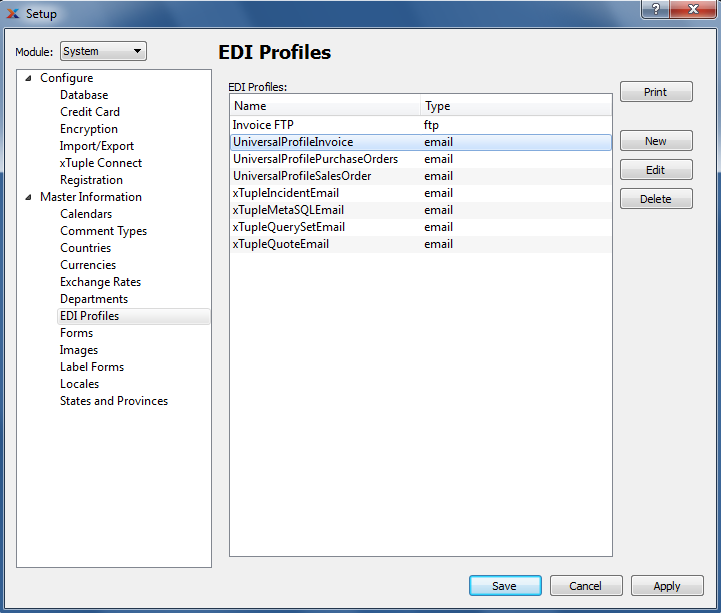 Setup
?
X
Module: System
EDI Profiles
Configure
Database
Credit Card
Encryption
Import/Export
xTuple Connect
Registration
Master Information
Calendars
Comment Types
Countries
Currencies
Exchange Rates
Departments
EDI Profiles
Forms
Images
Label Forms
Locales
States and Provinces
EDI Profiles:
Name Type
Invoice FTP ftp
UniversalProfileInvoice email
UniversalProfilePurchaseOrders email
UniversalProfileSalesOrder email
xTupleIncidentEmail email
xTupleMetaSQLEmail email
xTupleQuerySetEmail email
xTupleQuoteEmail email
Print
New
Edit
Delete
Save Cancel Apply